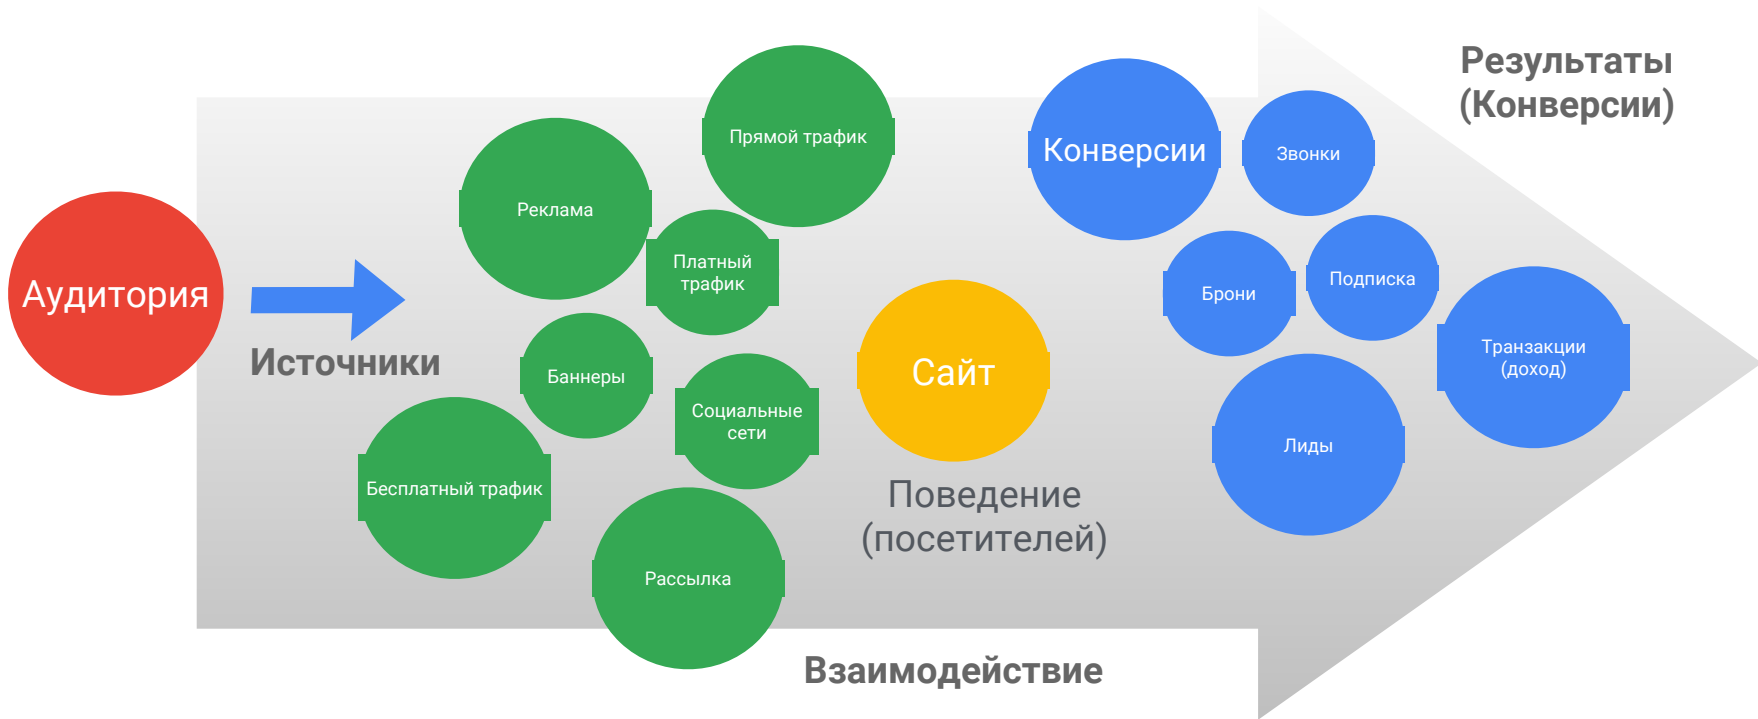 Аудитория
Источники
Реклама
Прямой трафик
Платный
трафик
Баннеры
Социальные
сети
Бесплатный трафик
Рассылка
Сайт
Поведение
(посетителей)
Взаимодействие
Конверсии
Звонки
Брони
Подписка
Транзакции
(доход)
Лиды
Результаты
(Конверсии)